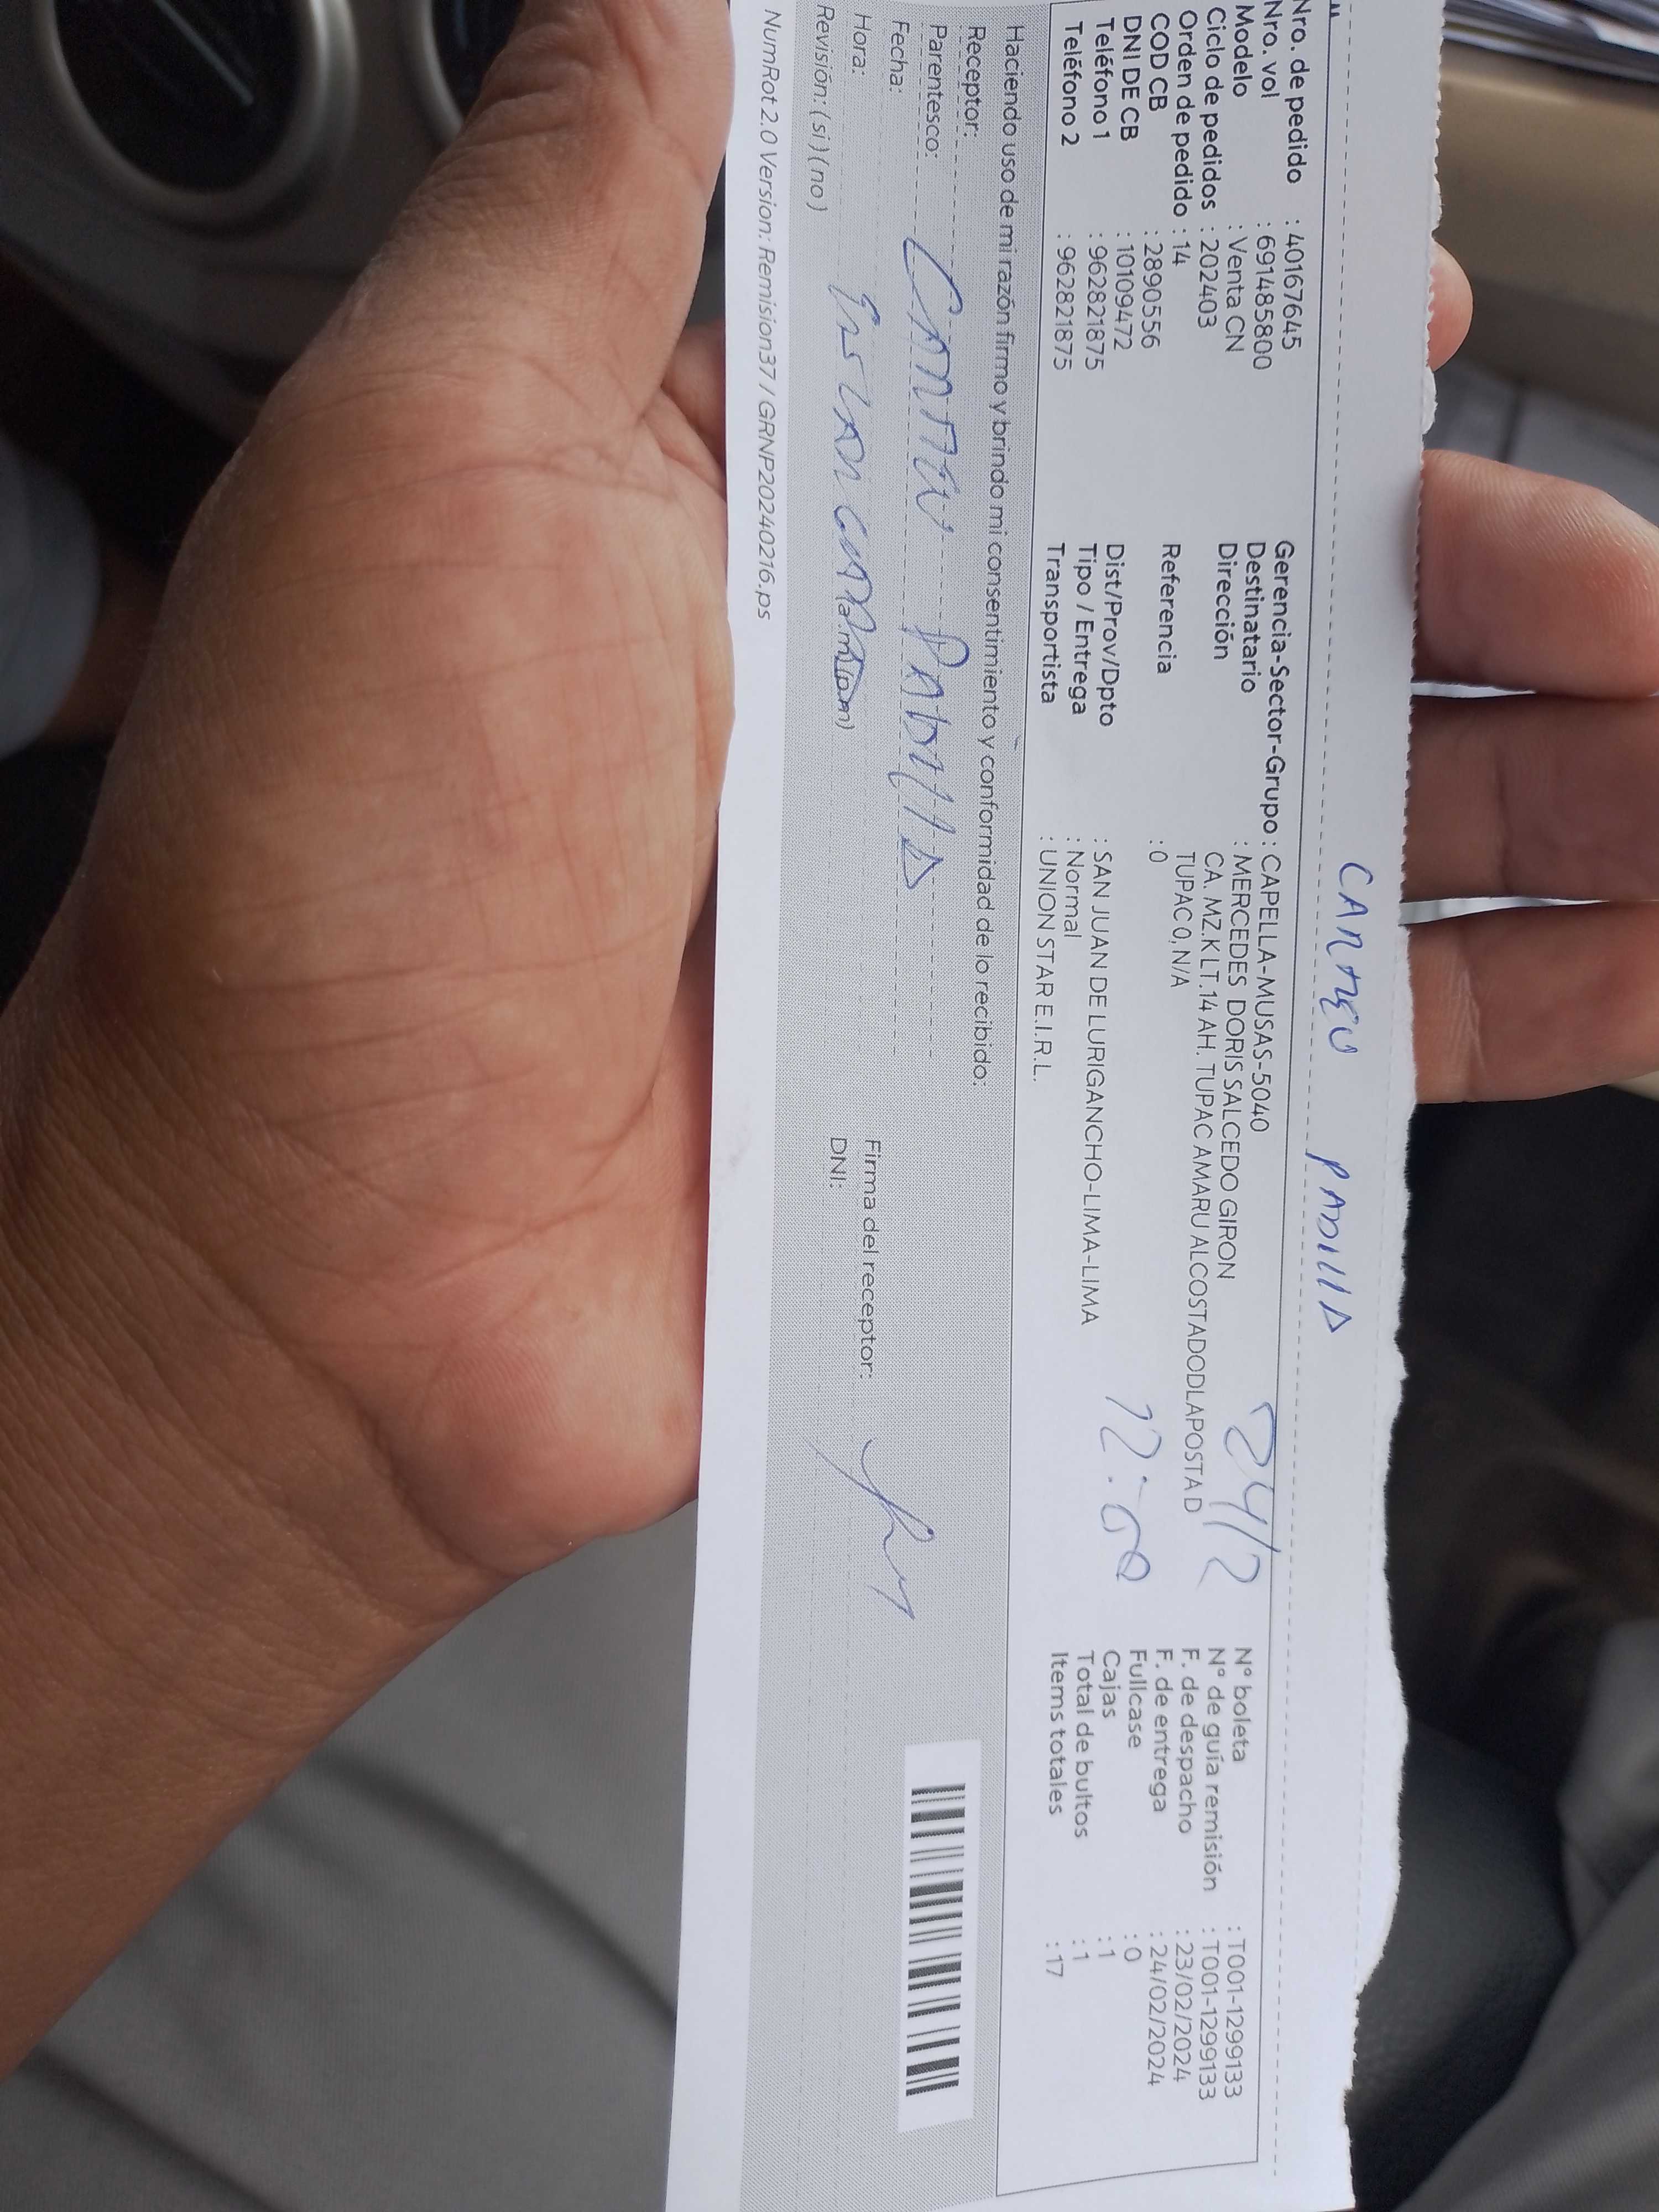 CANTEU PADILLA
Nro. de pedido : 40167645
Nro. vol : 691485800
Modelo : Venta CN
Ciclo de pedidos : 202403
Orden de pedido : 14
COD CB : 2890556
DNI DE CB : 10109472
Teléfono 1 : 962821875
Teléfono 2 : 962821875
Gerencia-Sector-Grupo : CAPELLA-MUSAS-5040
Destinatario : MERCEDES DORIS SALCEDO GIRON
Dirección CA. MZ.K LT.14 AH. TUPAC AMARU ALCOSTADODLAPOSTA D
TUPAC 0, N/A
Referencia : 0
Dist/Prov/Dpto : SAN JUAN DE LURIGANCHO-LIMA-LIMA
Tipo / Entrega : Normal
Transportista : UNION STAR E.I.R.L.
24/2
12:00
N° boleta : T001-1299133
N° de guía remisión : T001-1299133
F. de despacho : 23/02/2024
F. de entrega : 24/02/2024
Fullcase : 0
Cajas : 1
Total de bultos : 1
Items totales : 17
Haciendo uso de mi razón firmo y brindo mi consentimiento y conformidad de lo recibido:
Receptor:
Parentesco: Padilla
Fecha:
Hora:
Revisión: (si) (no)
Firma del receptor:
DNI:
NumRot 2.0 Version: Remision37 / GRNP20240216.ps